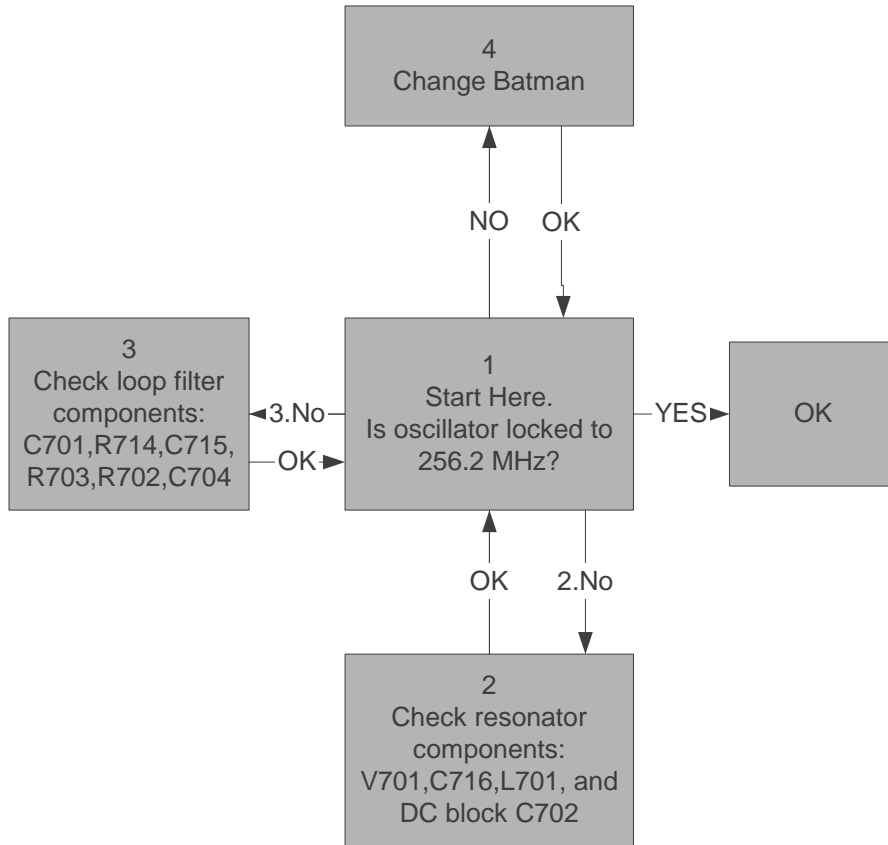 4
Change Batman
NO
OK
3
Check loop filter
components:
C701,R714,C715,
R703,R702,C704
3.No
OK
1
Start Here.
Is oscillator locked to
256.2 MHz?
YES
OK
OK
2.No
2
Check resonator
components:
V701,C716,L701, and
DC block C702